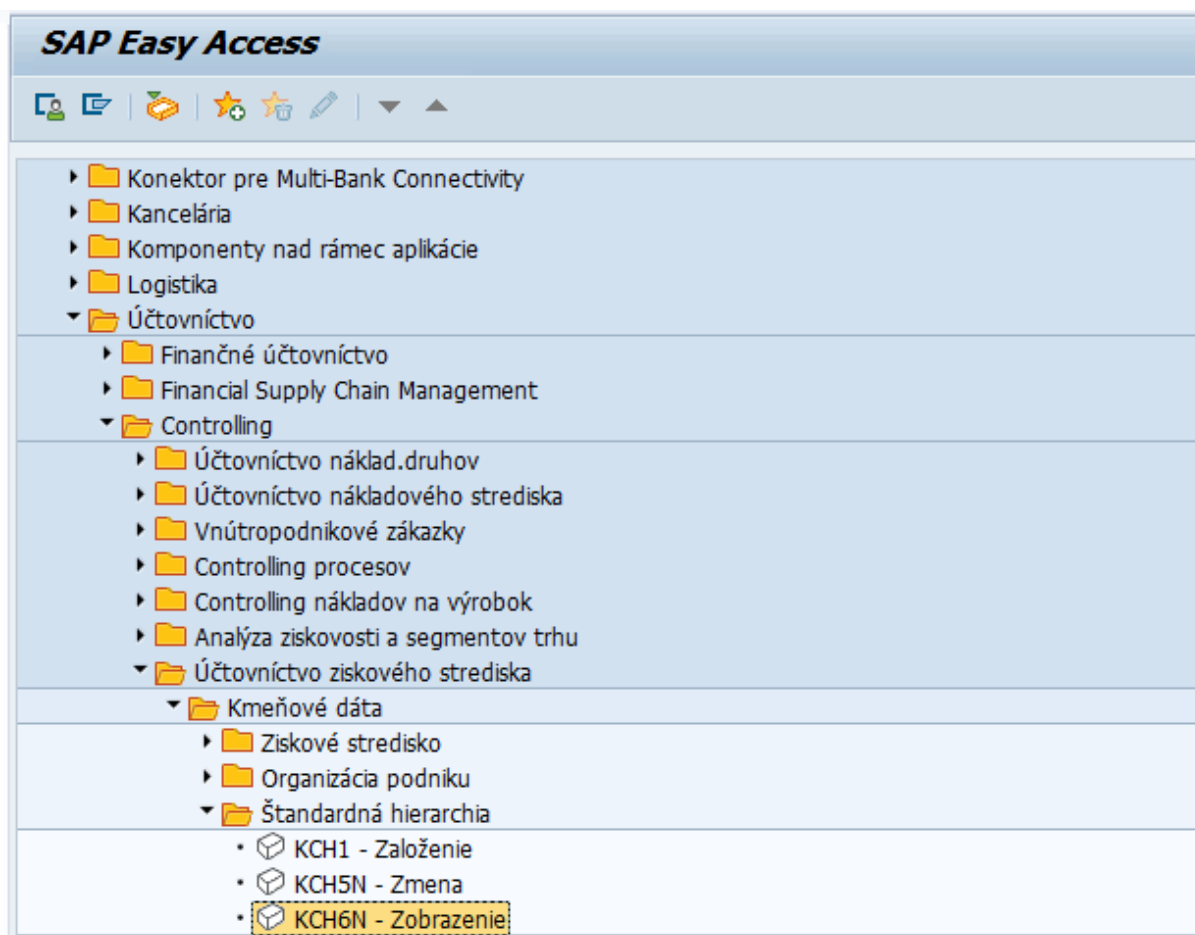 SAP Easy Access
Konektor pre Multi-Bank Connectivity
Kancelária
Komponenty nad rámec aplikácie
Logistika
Účtovníctvo
Finančné účtovníctvo
Financial Supply Chain Management
Controlling
Účtovníctvo náklad.druhov
Účtovníctvo nákladového strediska
Vnútropodnikové zákazky
Controlling procesov
Controlling nákladov na výrobok
Analýza ziskovosti a segmentov trhu
Účtovníctvo ziskového strediska
Kmeňové dáta
Ziskové stredisko
Organizácia podniku
Štandardná hierarchia
KCH1 - Založenie
KCH5N - Zmena
KCH6N - Zobrazenie